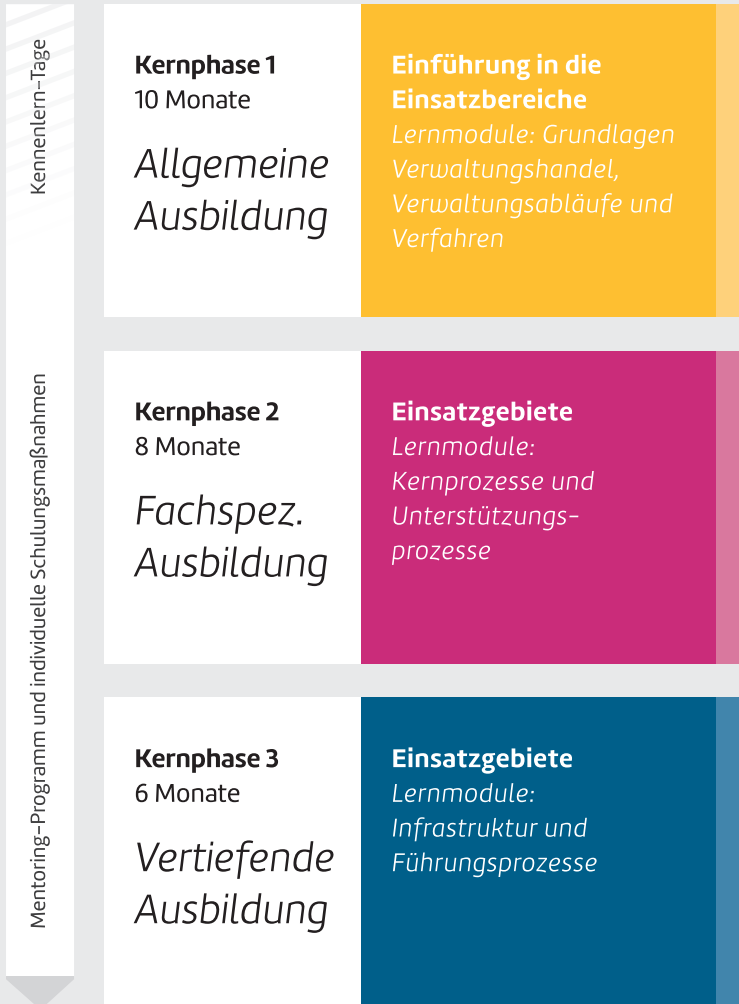 Kennenlern-Tage
Mentoring-Programm und individuelle Schulungsmaßnahmen
Kernphase 1
10 Monate
Allgemeine
Ausbildung
Einführung in die
Einsatzbereiche
Lernmodule: Grundlagen
Verwaltungshandel,
Verwaltungsabläufe und
Verfahren
Kernphase 2
8 Monate
Fachspez.
Ausbildung
Einsatzgebiete
Lernmodule:
Kernprozesse und
Unterstützungs-
prozesse
Kernphase 3
6 Monate
Vertiefende
Ausbildung
Einsatzgebiete
Lernmodule:
Infrastruktur und
Führungsprozesse